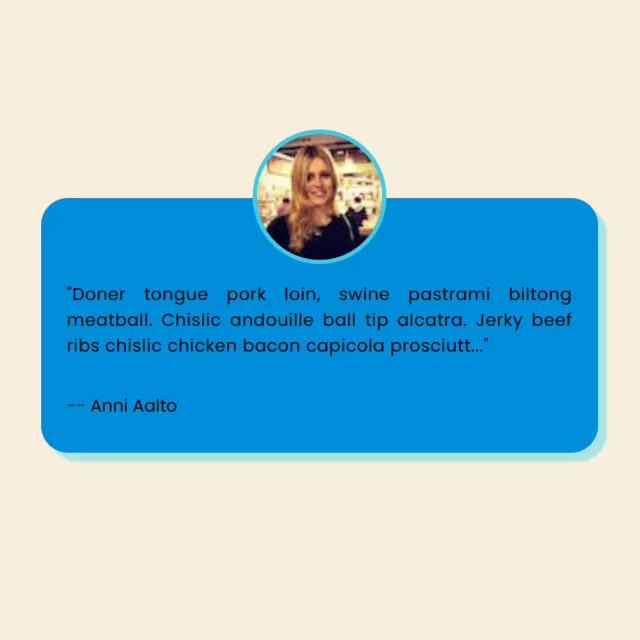 "Doner tongue pork loin, swine pastrami biltong
meatball. Chislic andouille ball tip alcatra. Jerky beef
ribs chislic chicken bacon capicola prosciutt..."
-- Anni Aalto